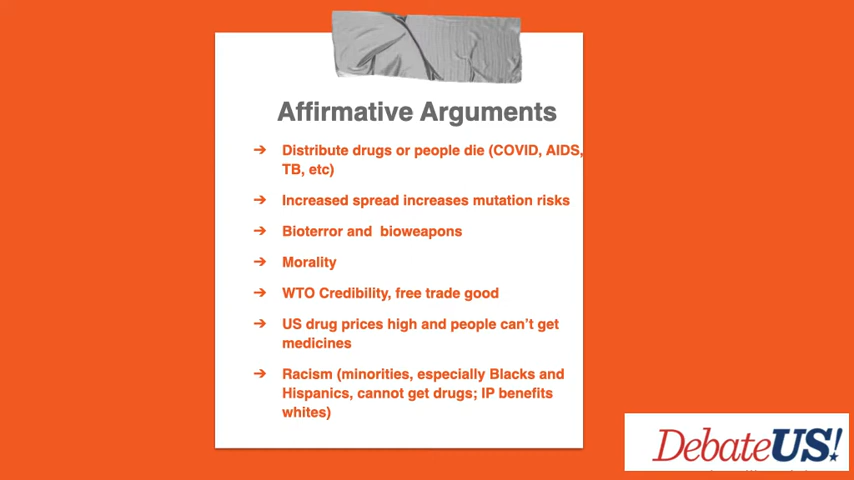 Affirmative Arguments
➔ Distribute drugs or people die (COVID, AIDS,
TB, etc)
➔ Increased spread increases mutation risks
➔ Bioterror and  bioweapons
➔ Morality
➔ WTO Credibility, free trade good
➔ US drug prices high and people can’t get
medicines
➔ Racism (minorities, especially Blacks and
Hispanics, cannot get drugs; IP benefits
whites)
DebateUS!